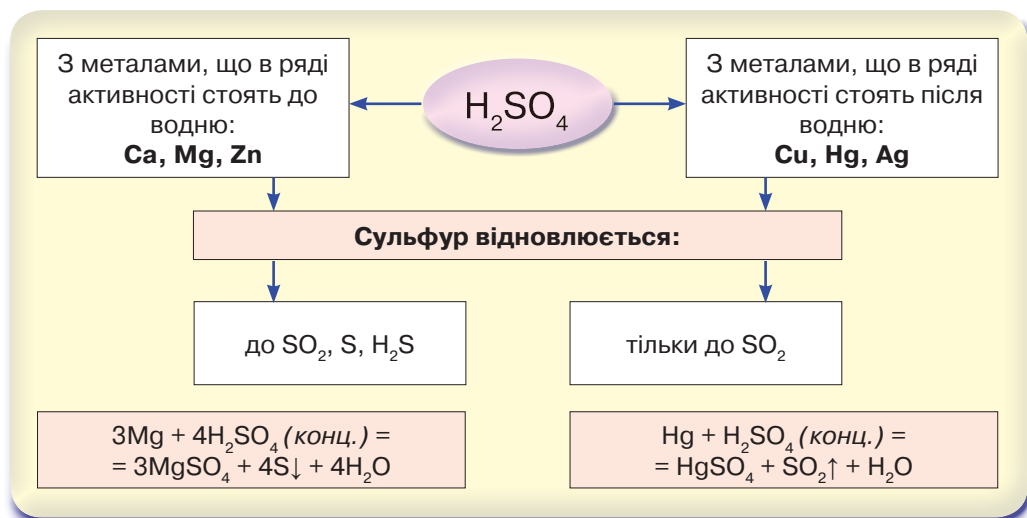 З металами, що в ряді
активності стоять до
водню:
Ca, Mg, Zn
H₂SO₄
З металами, що в ряді
активності стоять після
водню:
Cu, Hg, Ag
Сульфур відновлюється:
до SO₂, S, H₂S
тільки до SO₂
3Mg + 4H₂SO₄ (конц.) =
= 3MgSO₄ + 4S↓ + 4H₂O
Hg + H₂SO₄ (конц.) =
= HgSO₄ + SO₂↑ + H₂O